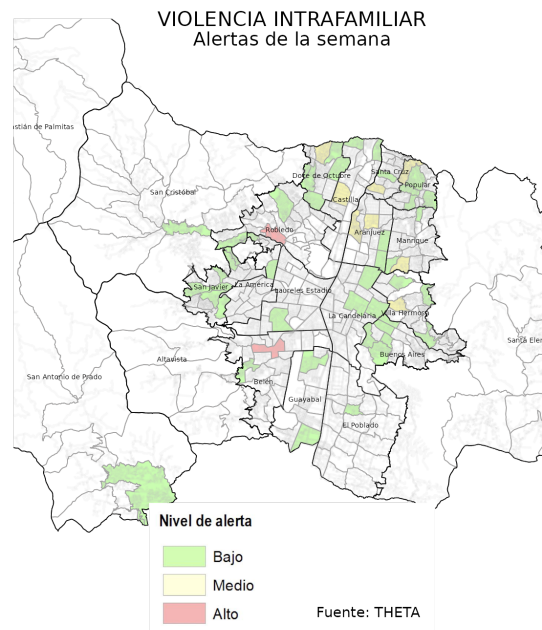 VIOLENCIA INTRAFAMILIAR
Alertas de la semana
stián de Palmitas
Doce de Octubre
Santa Cruz
Popular
San Cristóbal
Castilla
Robledo
Aranjuez
Manrique
San Javier
La América
Laureles Estadio
La Candelaria
Villa Hermosa
Santa Elen
Buenos Aires
Altavista
San Antonio de Prado
Belén
Guayabal
El Poblado
Nivel de alerta
Bajo
Medio
Alto
Fuente: THETA